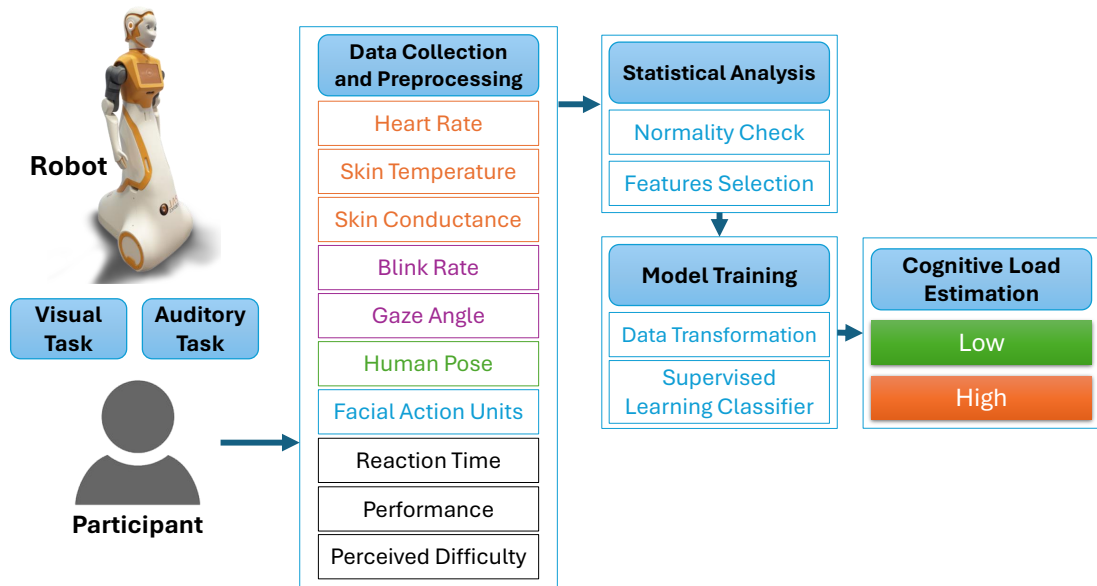 Robot
Visual
Task
Auditory
Task
Participant
Data Collection
and Preprocessing
Heart Rate
Skin Temperature
Skin Conductance
Blink Rate
Gaze Angle
Human Pose
Facial Action Units
Reaction Time
Performance
Perceived Difficulty
Statistical Analysis
Normality Check
Features Selection
Model Training
Data Transformation
Supervised
Learning Classifier
Cognitive Load
Estimation
Low
High